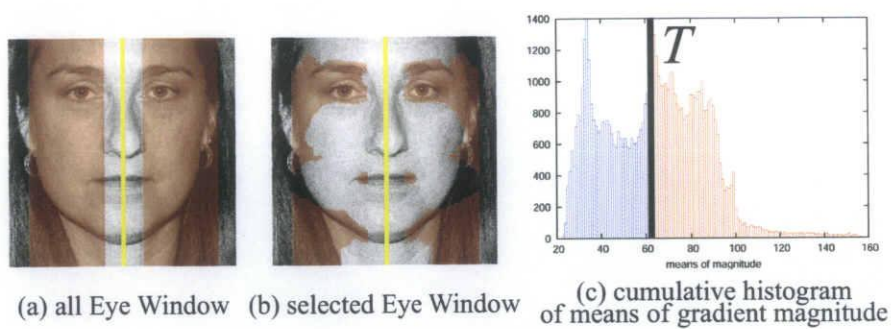 1400
1200
1000
800
600
400
200
0
T
20 40 60 80 100 120 140 160
means of magnitude
(a) all Eye Window
(b) selected Eye Window
(c) cumulative histogram
of means of gradient magnitude